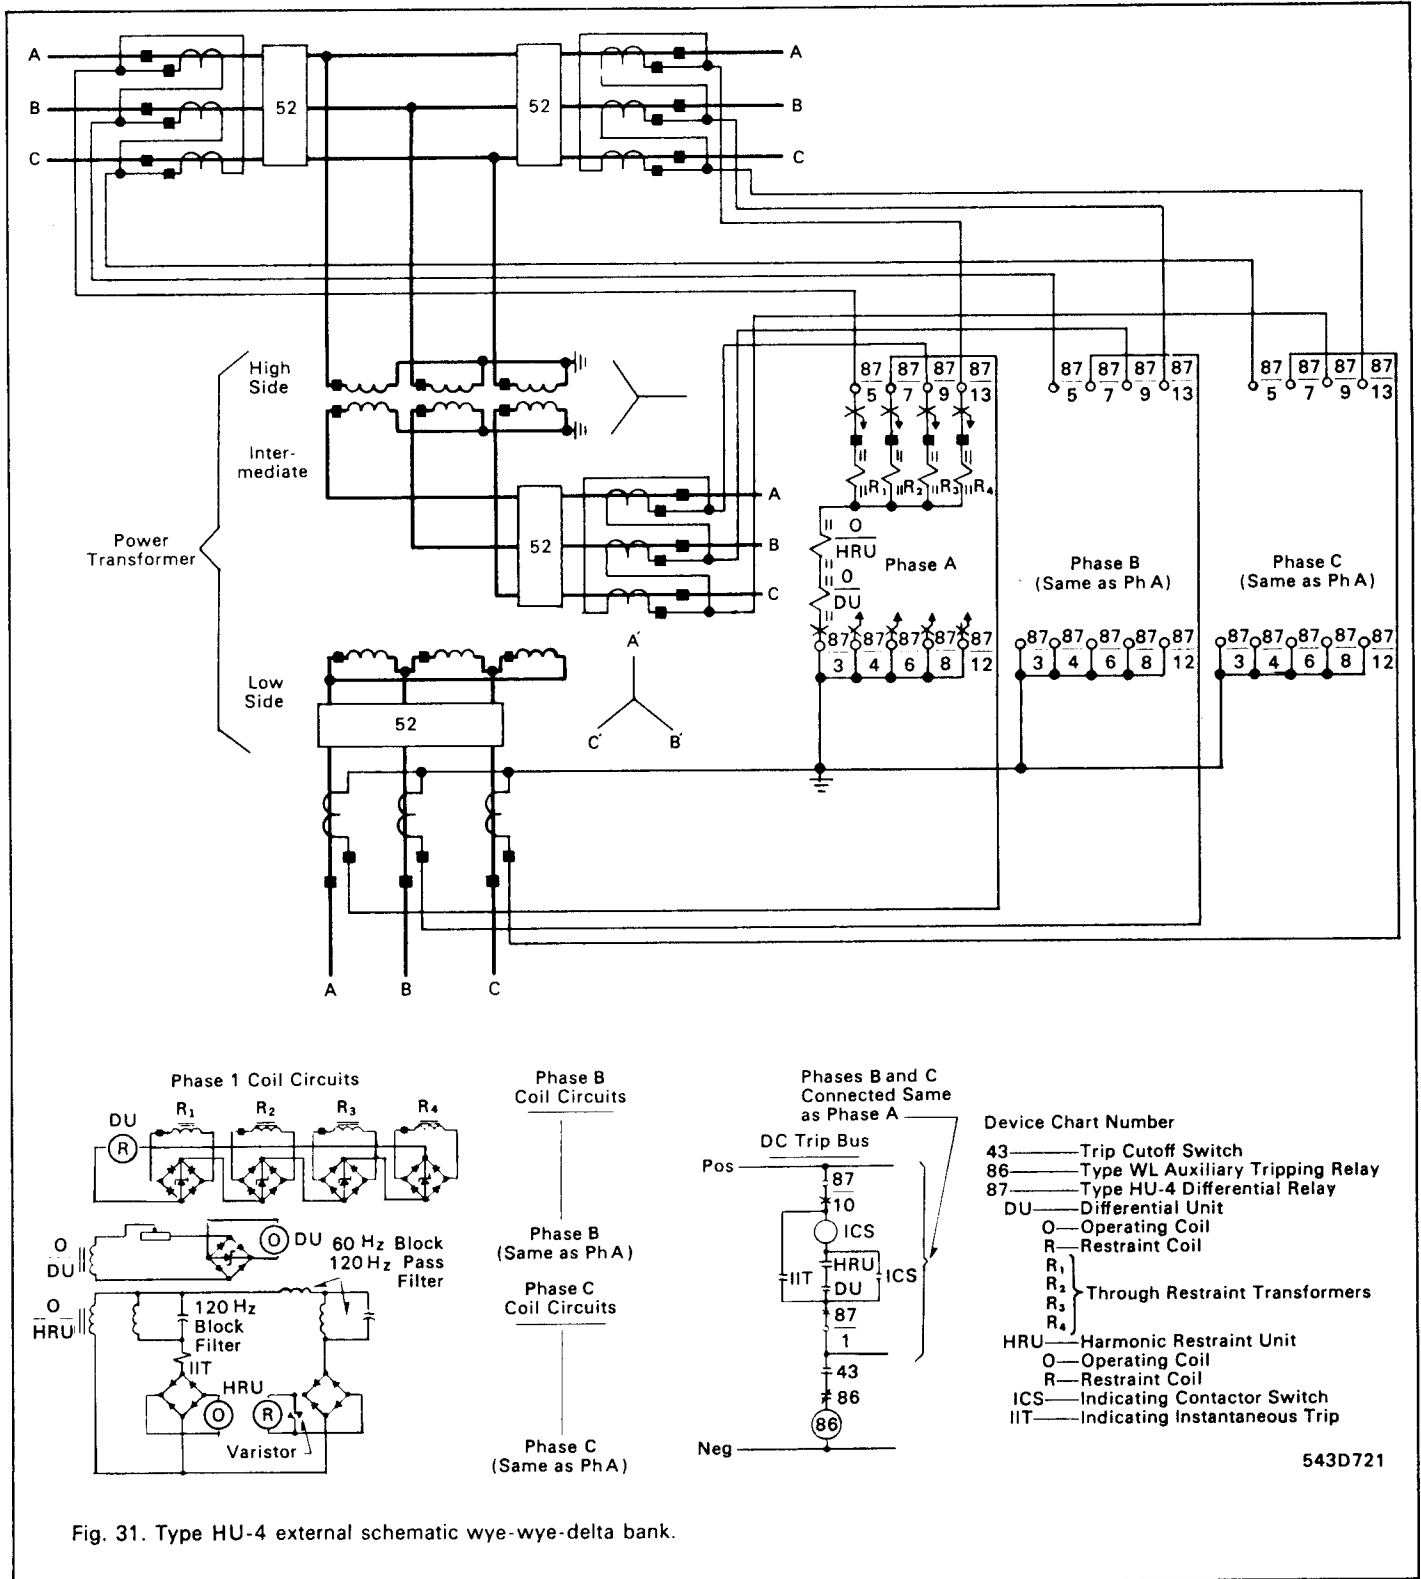 A
B
C
52
52
A
B
C
High
Side
Inter-
mediate
Power
Transformer
Low
Side
52
A
B
C
A'
C'
B'
52
A
B
C
87
5
87
7
87
9
87
13
R1
R2
R3
R4
O
HRU
O
DU
Phase A
87
3
87
4
87
6
87
8
87
12
87
5
87
7
87
9
87
13
Phase B
(Same as Ph A)
87
3
87
4
87
6
87
8
87
12
87
5
87
7
87
9
87
13
Phase C
(Same as Ph A)
87
3
87
4
87
6
87
8
87
12
Phase 1 Coil Circuits
DU
R
R1
R2
R3
R4
O
DU
O
DU
60 Hz Block
120 Hz Pass
Filter
O
HRU
120 Hz
Block
Filter
IIT
HRU
O
R
Varistor
Phase B
Coil Circuits
Phase B
(Same as Ph A)
Phase C
Coil Circuits
Phase C
(Same as Ph A)
Phases B and C
Connected Same
as Phase A
DC Trip Bus
Pos
87
10
ICS
IIT
HRU
DU
ICS
87
1
43
86
86
Neg
Device Chart Number
43 Trip Cutoff Switch
86 Type WL Auxiliary Tripping Relay
87 Type HU-4 Differential Relay
DU Differential Unit
O Operating Coil
R Restraint Coil
R1
R2
R3
R4
Through Restraint Transformers
HRU Harmonic Restraint Unit
O Operating Coil
R Restraint Coil
ICS Indicating Contactor Switch
IIT Indicating Instantaneous Trip
543D721
Fig. 31. Type HU-4 external schematic wye-wye-delta bank.